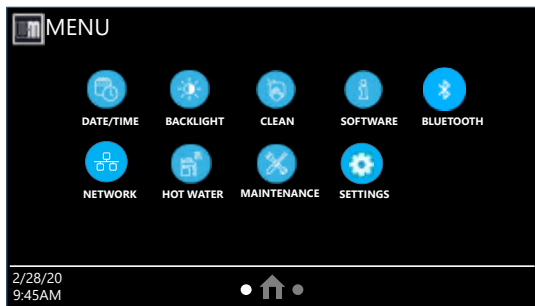 MENU
DATE/TIME BACKLIGHT CLEAN SOFTWARE BLUETOOTH
NETWORK HOT WATER MAINTENANCE SETTINGS
2/28/20
9:45AM